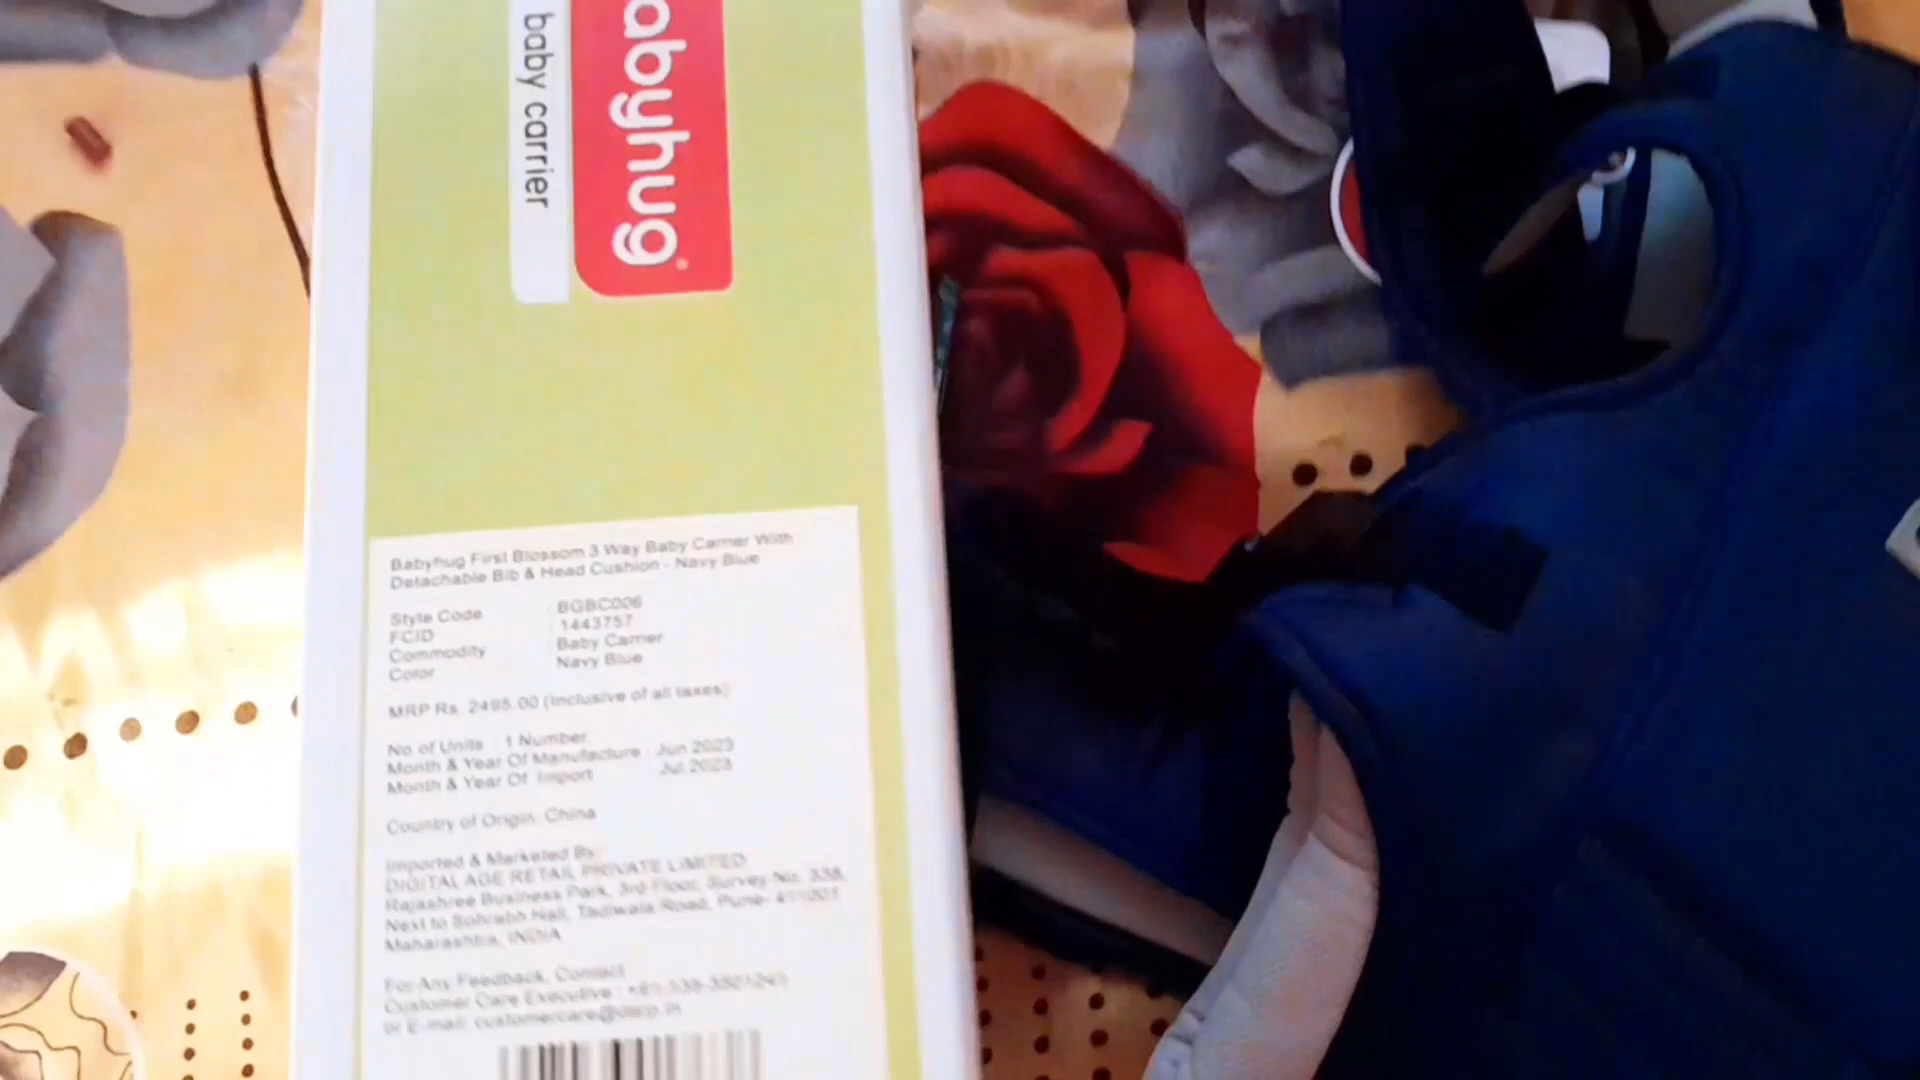 abyhug
baby carrier
Babyhug First Blossom 3 Way Baby Carrier With
Detachable Bib & Head Cushion - Navy Blue
Style Code : BGBC006
FCID : 1443757
Commodity Baby Carrier
Color Navy Blue
MRP Rs. 2495.00 (Inclusive of all taxes)
No of Units : 1 Number
Month & Year Of Manufacture : Jun 2023
Month & Year Of Import Jul 2023
Country of Origin: China
Imported & Marketed By:
DIGITAL AGE RETAIL PRIVATE LIMITED
Rajashree Business Park, 3rd Floor, Survey No. 338,
Next to Sohrabh Hall, Tadiwala Road, Pune-
Maharashtra, INDIA
For Any Feedback, Contact
Customer Care Executive :
or E-mail: